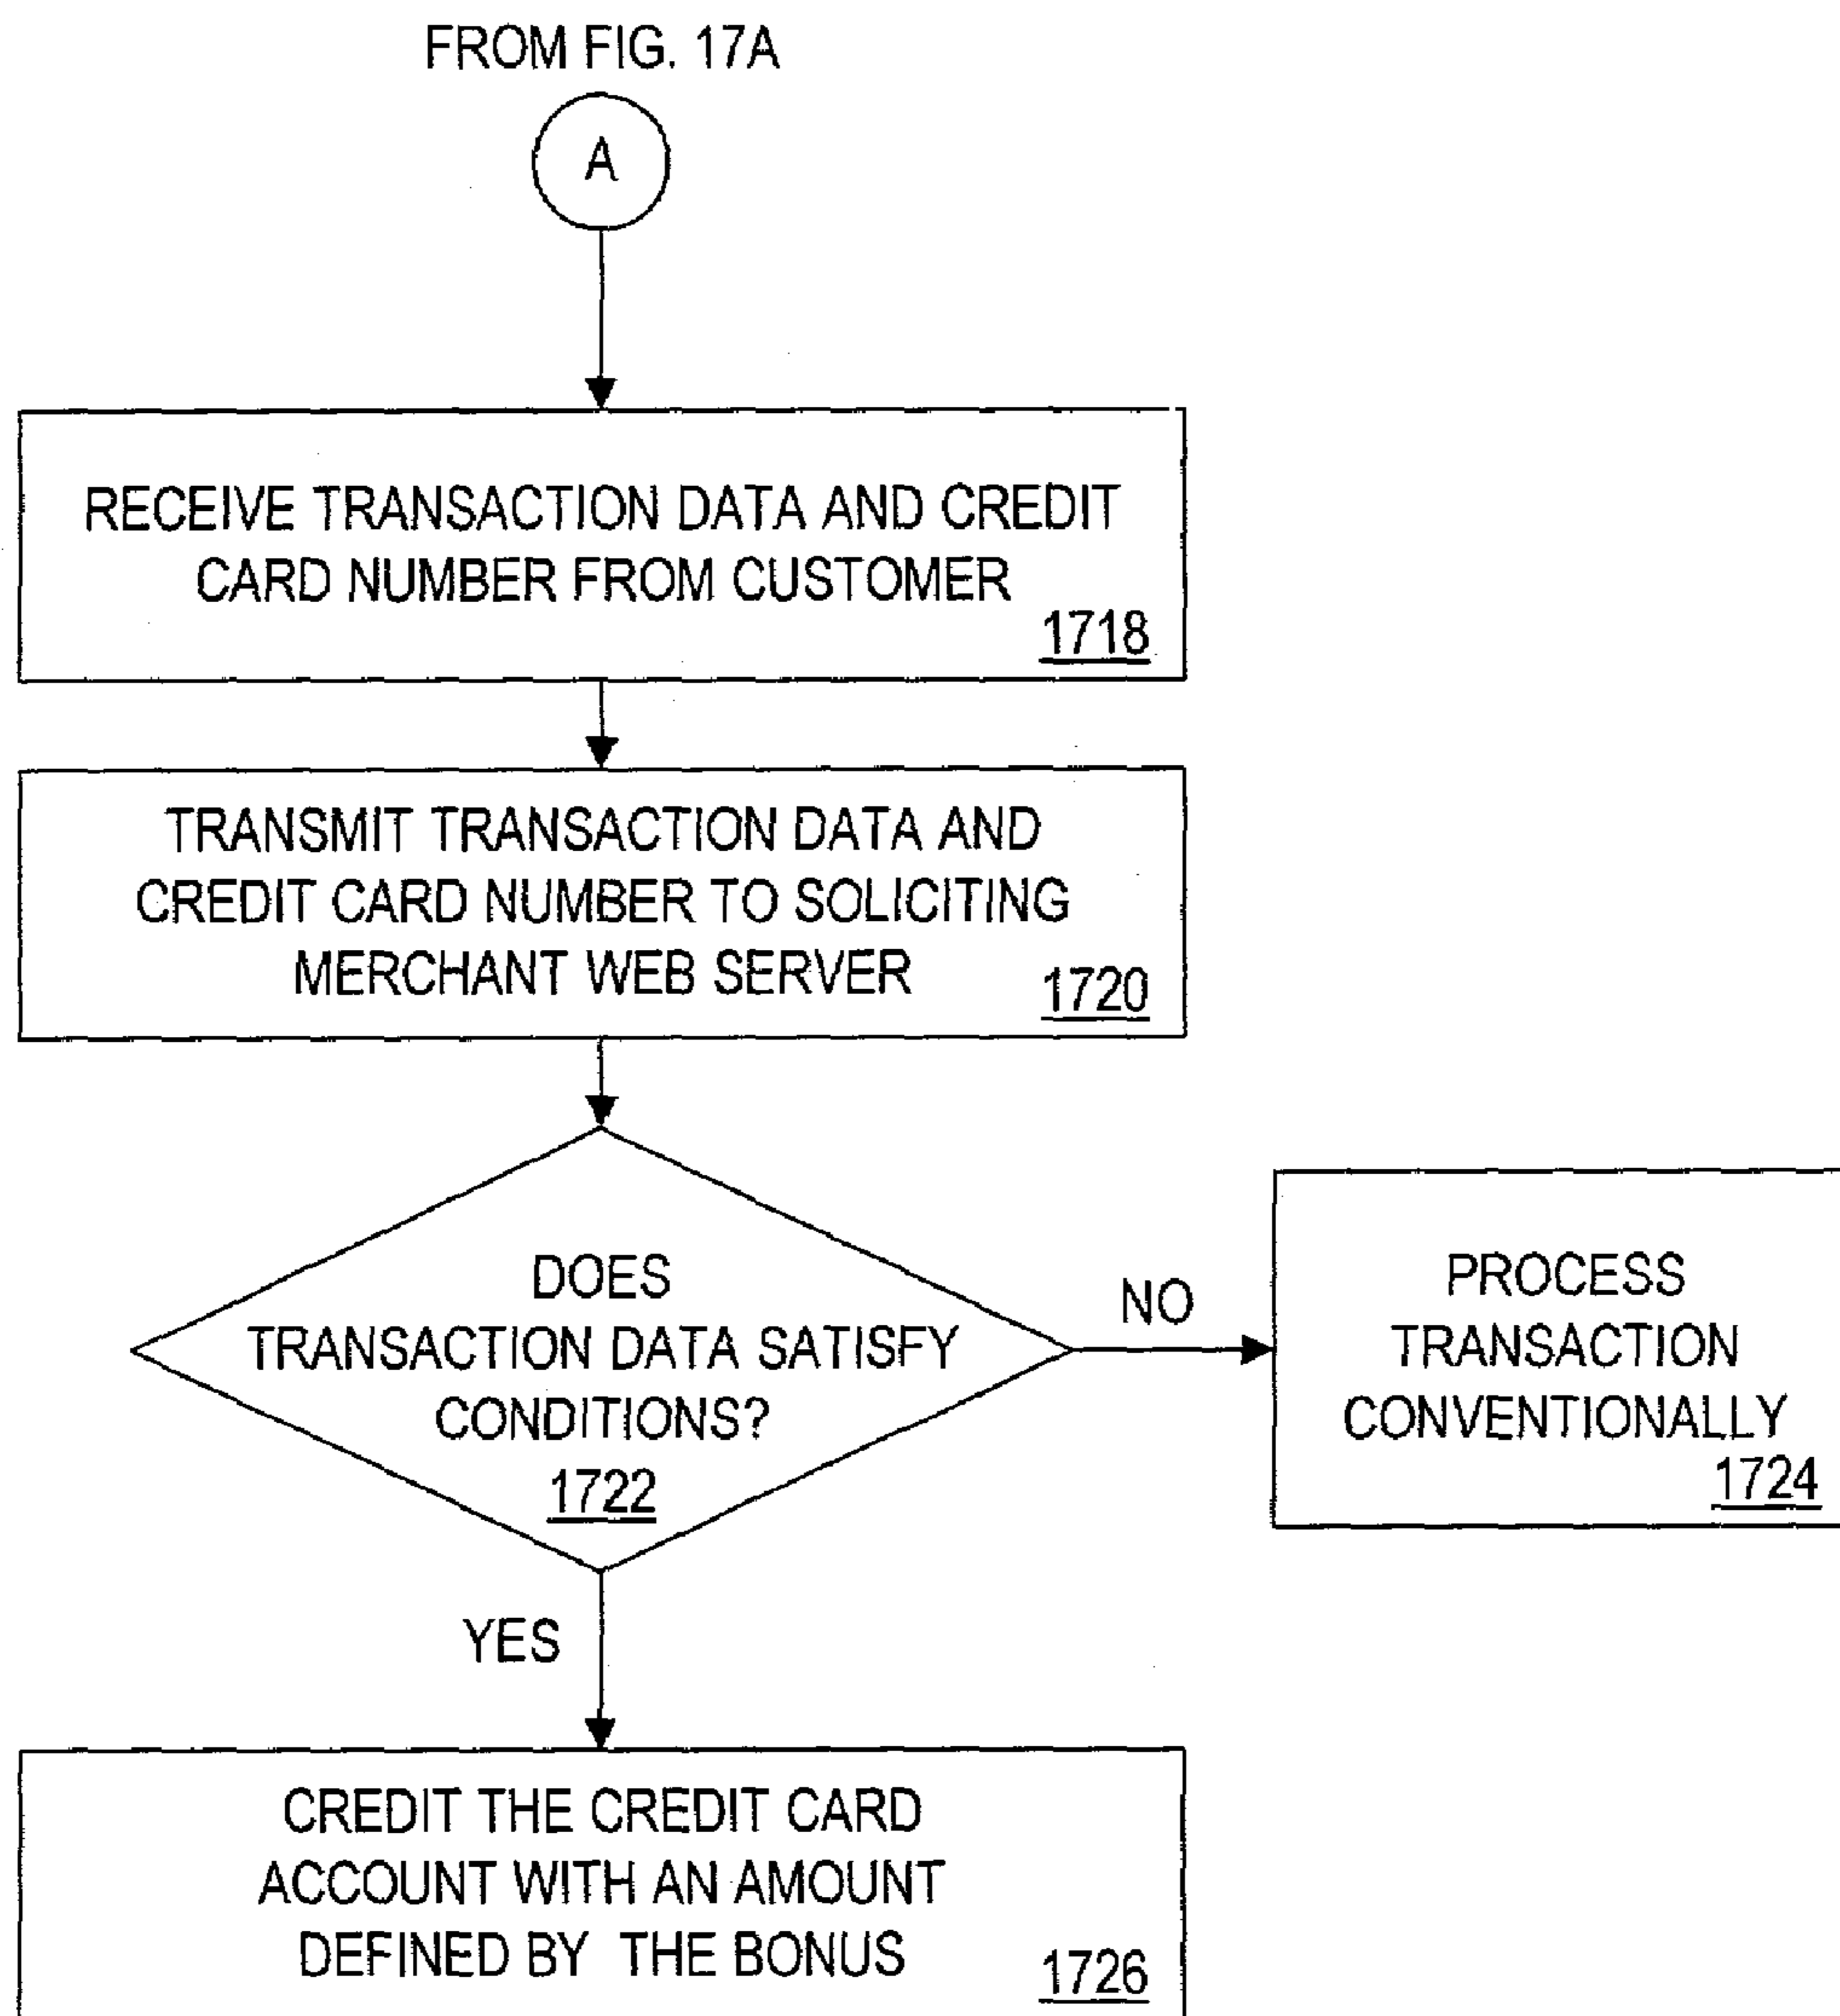 FROM FIG. 17A
A
RECEIVE TRANSACTION DATA AND CREDIT
CARD NUMBER FROM CUSTOMER
1718
TRANSMIT TRANSACTION DATA AND
CREDIT CARD NUMBER TO SOLICITING
MERCHANT WEB SERVER
1720
DOES
TRANSACTION DATA SATISFY
CONDITIONS?
1722
NO
PROCESS
TRANSACTION
CONVENTIONALLY
1724
YES
CREDIT THE CREDIT CARD
ACCOUNT WITH AN AMOUNT
DEFINED BY THE BONUS
1726